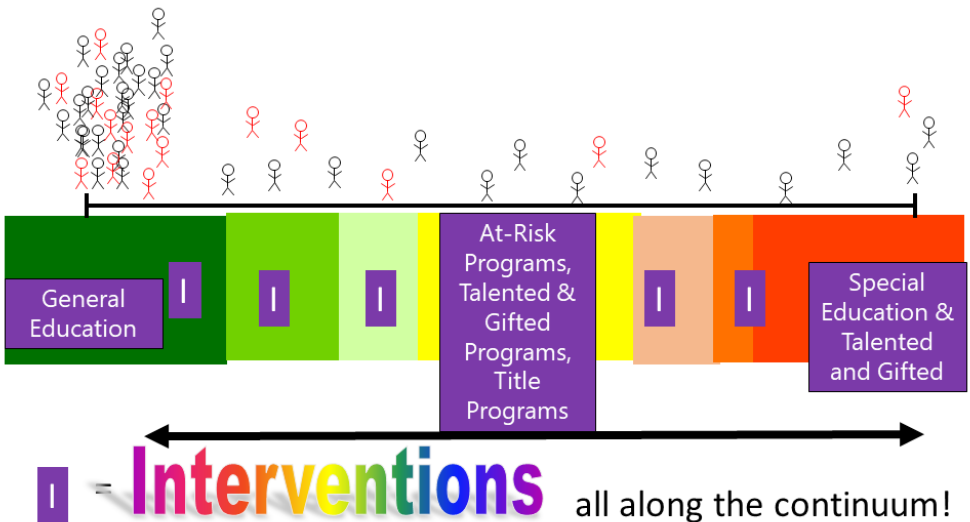 General
Education
I
I
I
At-Risk
Programs,
Talented &
Gifted
Programs,
Title
Programs
I
I
Special
Education &
Talented
and Gifted
I = Interventions all along the continuum!